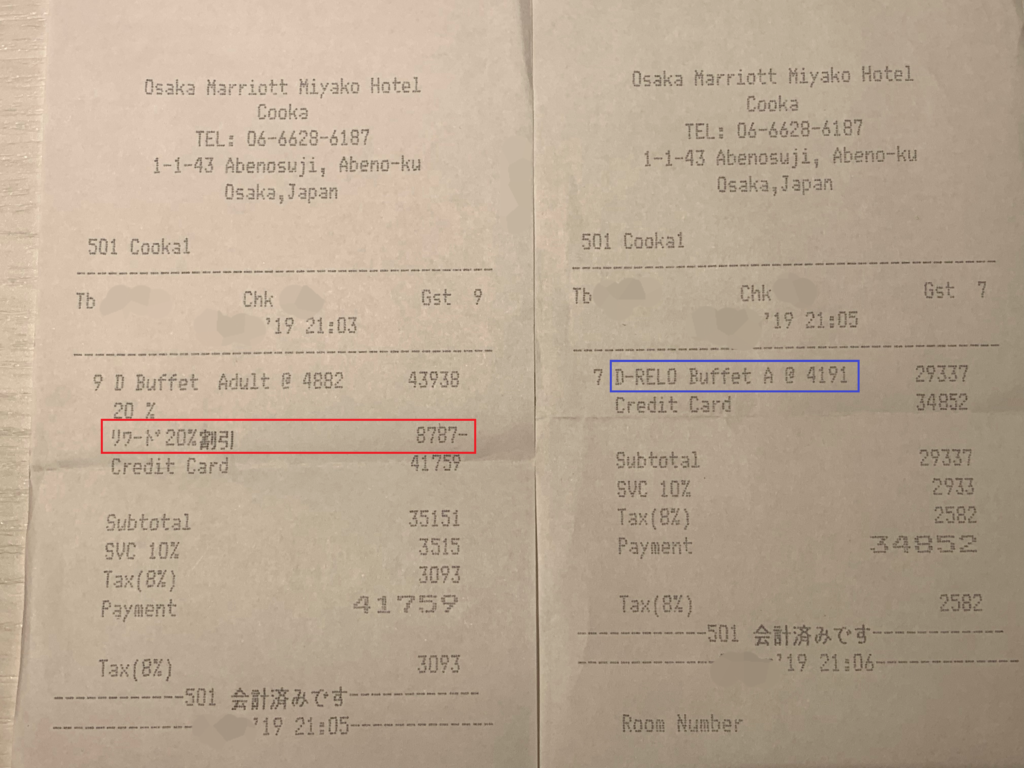 Osaka Marriott Miyako Hotel
Cooka
TEL: 06-6628-6187
1-1-43 Abenosuji, Abeno-ku
Osaka,Japan
501 Cooka1
Tb Chk Gst 9
'19 21:03
9 D Buffet Adult @ 4882 43938
20 %
リワード20%割引 8787-
Credit Card 41759
Subtotal 35151
SVC 10% 3515
Tax(8%) 3093
Payment 41759
Tax(8%) 3093
------------501 会計済みです------------
-------------- '19 21:05--------------
Osaka Marriott Miyako Hotel
Cooka
TEL: 06-6628-6187
1-1-43 Abenosuji, Abeno-ku
Osaka,Japan
501 Cooka1
Tb Chk Gst 7
'19 21:05
7 D-RELO Buffet A @ 4191 29337
Credit Card 34852
Subtotal 29337
SVC 10% 2933
Tax(8%) 2582
Payment 34852
Tax(8%) 2582
------------501 会計済みです------------
-------------- '19 21:06--------------
Room Number